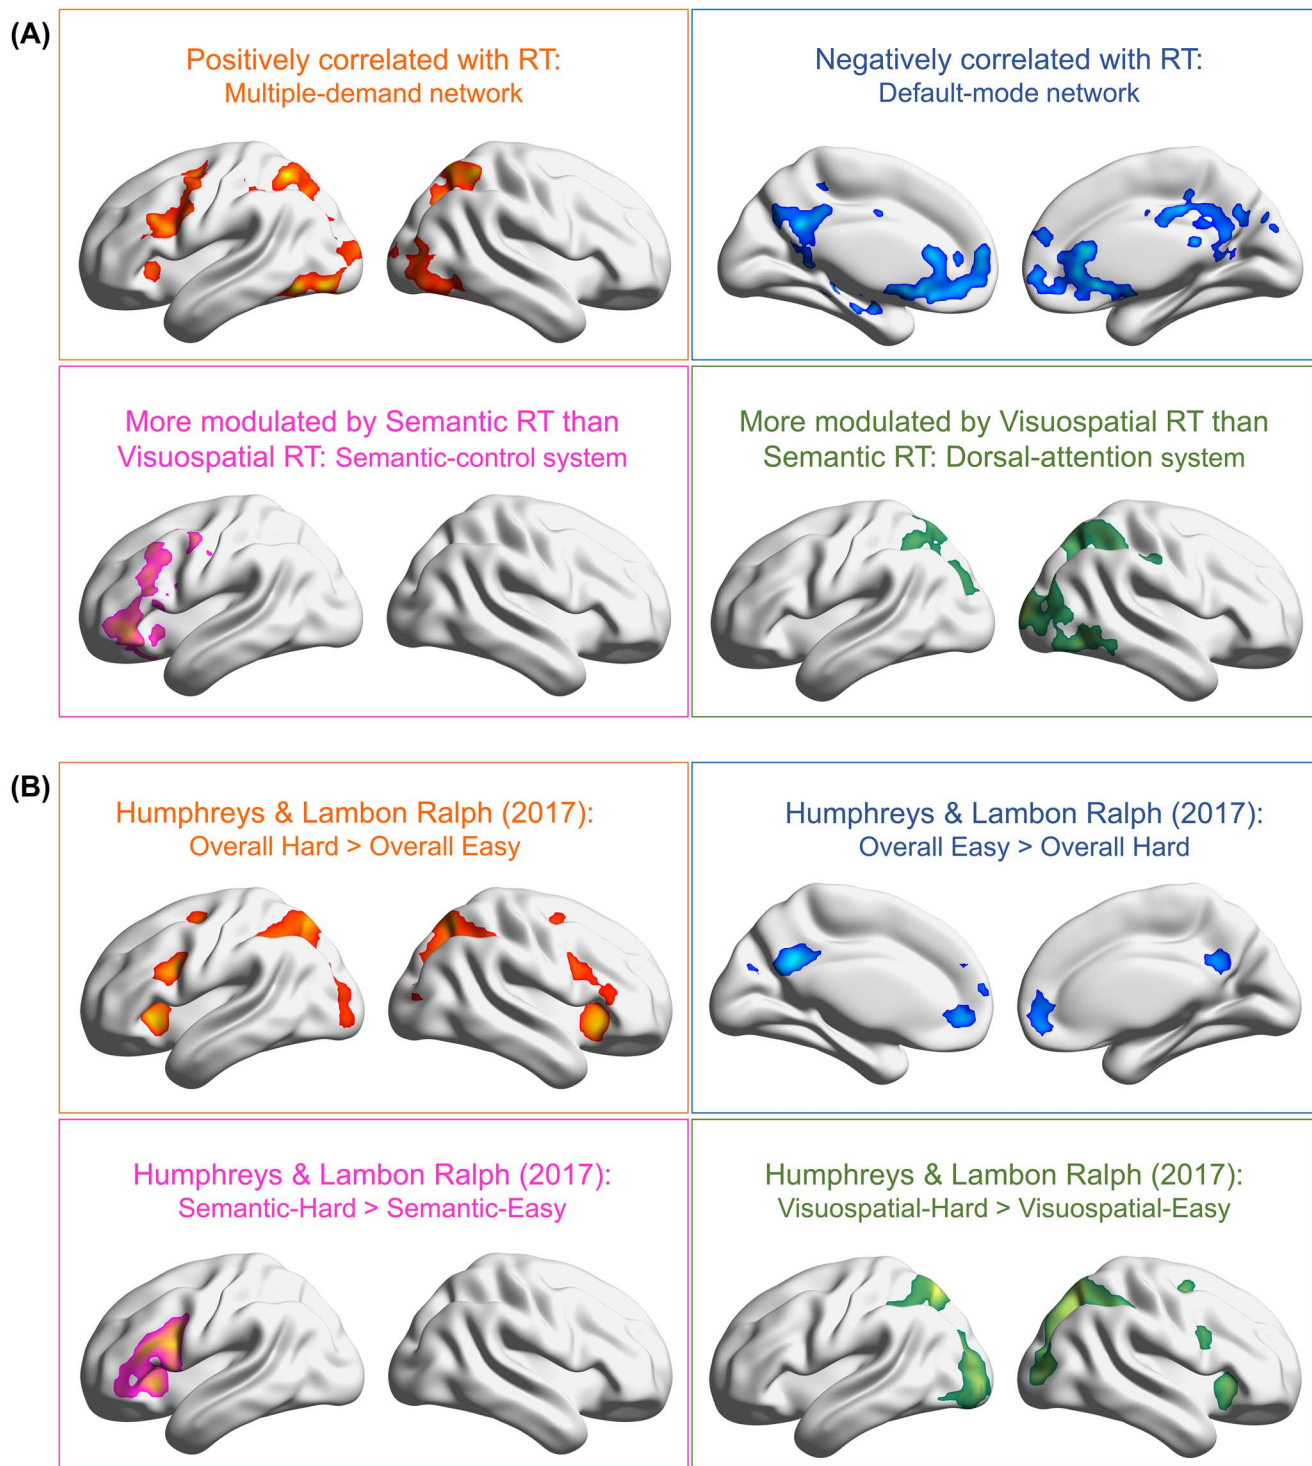 (A)
Positively correlated with RT:
Multiple-demand network
Negatively correlated with RT:
Default-mode network
More modulated by Semantic RT than
Visuospatial RT: Semantic-control system
More modulated by Visuospatial RT than
Semantic RT: Dorsal-attention system
(B)
Humphreys & Lambon Ralph (2017):
Overall Hard > Overall Easy
Humphreys & Lambon Ralph (2017):
Overall Easy > Overall Hard
Humphreys & Lambon Ralph (2017):
Semantic-Hard > Semantic-Easy
Humphreys & Lambon Ralph (2017):
Visuospatial-Hard > Visuospatial-Easy